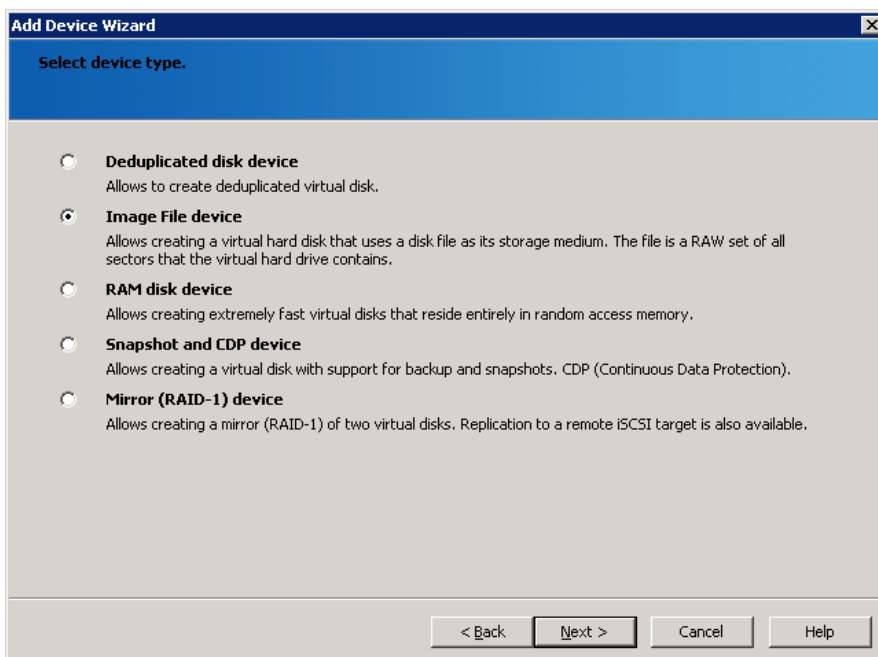 Add Device Wizard
Select device type.
Deduplicated disk device
Allows to create deduplicated virtual disk.
Image File device
Allows creating a virtual hard disk that uses a disk file as its storage medium. The file is a RAW set of all
sectors that the virtual hard drive contains.
RAM disk device
Allows creating extremely fast virtual disks that reside entirely in random access memory.
Snapshot and CDP device
Allows creating a virtual disk with support for backup and snapshots. CDP (Continuous Data Protection).
Mirror (RAID-1) device
Allows creating a mirror (RAID-1) of two virtual disks. Replication to a remote iSCSI target is also available.
< Back Next > Cancel Help